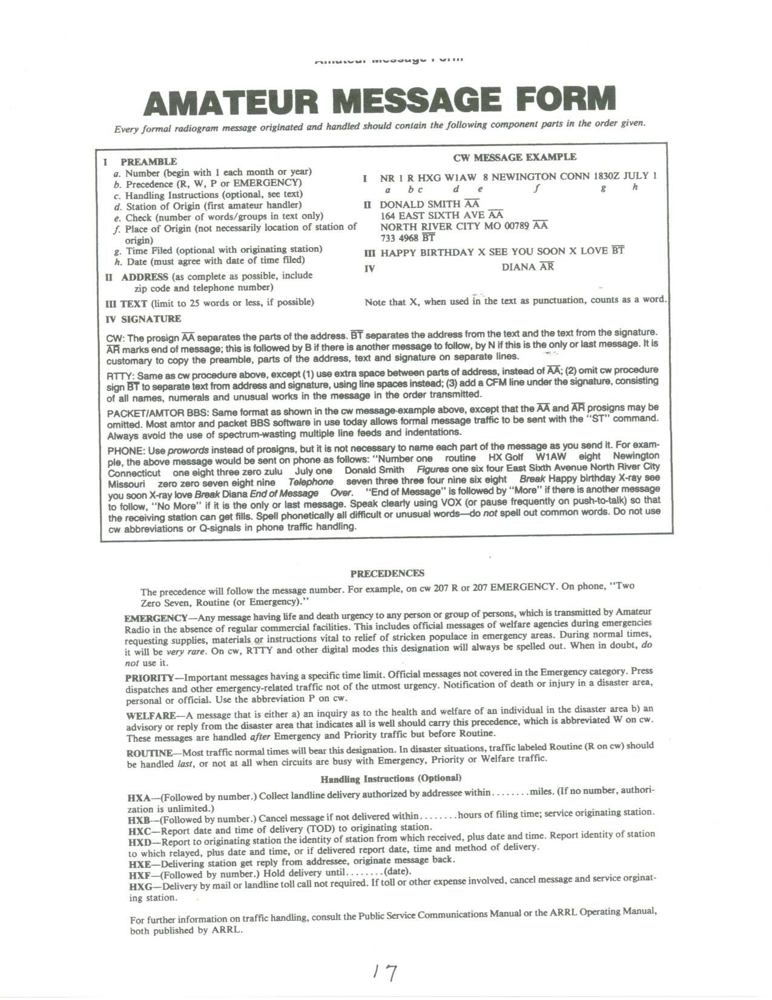 Amateur Message Form
AMATEUR MESSAGE FORM
Every formal radiogram message originated and handled should contain the following component parts in the order given.
I PREAMBLE
a. Number (begin with 1 each month or year)
b. Precedence (R, W, P or EMERGENCY)
c. Handling Instructions (optional, see text)
d. Station of Origin (first amateur handler)
e. Check (number of words/groups in text only)
f. Place of Origin (not necessarily location of station of
origin)
g. Time Filed (optional with originating station)
h. Date (must agree with date of time filed)
II ADDRESS (as complete as possible, include
zip code and telephone number)
III TEXT (limit to 25 words or less, if possible)
IV SIGNATURE
CW MESSAGE EXAMPLE
I NR 1 R HXG W1AW 8 NEWINGTON CONN 1830Z JULY 1
a b c d e f g h
II DONALD SMITH A̅A̅
164 EAST SIXTH AVE A̅A̅
NORTH RIVER CITY MO 00789 A̅A̅
733 4968 B̅T̅
III HAPPY BIRTHDAY X SEE YOU SOON X LOVE B̅T̅
IV DIANA A̅R̅
Note that X, when used in the text as punctuation, counts as a word.
CW: The prosign A̅A̅ separates the parts of the address. B̅T̅ separates the address from the text and the text from the signature.
A̅R̅ marks end of message; this is followed by B if there is another message to follow, by N if this is the only or last message. It is
customary to copy the preamble, parts of the address, text and signature on separate lines.
RTTY: Same as cw procedure above, except (1) use extra space between parts of address, instead of A̅A̅; (2) omit cw procedure
sign B̅T̅ to separate text from address and signature, using line spaces instead; (3) add a CFM line under the signature, consisting
of all names, numerals and unusual works in the message in the order transmitted.
PACKET/AMTOR BBS: Same format as shown in the cw message example above, except that the A̅A̅ and A̅R̅ prosigns may be
omitted. Most amtor and packet BBS software in use today allows formal message traffic to be sent with the "ST" command.
Always avoid the use of spectrum-wasting multiple line feeds and indentations.
PHONE: Use prowords instead of prosigns, but it is not necessary to name each part of the message as you send it. For exam-
ple, the above message would be sent on phone as follows: "Number one routine HX Golf W1AW eight Newington
Connecticut one eight three zero zulu July one Donald Smith Figures one six four East Sixth Avenue North River City
Missouri zero zero seven eight nine Telephone seven three three four nine six eight Break Happy birthday X-ray see
you soon X-ray love Break Diana End of Message Over. "End of Message" is followed by "More" if there is another message
to follow, "No More" if it is the only or last message. Speak clearly using VOX (or pause frequently on push-to-talk) so that
the receiving station can get fills. Spell phonetically all difficult or unusual words—do not spell out common words. Do not use
cw abbreviations or Q-signals in phone traffic handling.
PRECEDENCES
The precedence will follow the message number. For example, on cw 207 R or 207 EMERGENCY. On phone, "Two
Zero Seven, Routine (or Emergency)."
EMERGENCY—Any message having life and death urgency to any person or group of persons, which is transmitted by Amateur
Radio in the absence of regular commercial facilities. This includes official messages of welfare agencies during emergencies
requesting supplies, materials or instructions vital to relief of stricken populace in emergency areas. During normal times,
it will be very rare. On cw, RTTY and other digital modes this designation will always be spelled out. When in doubt, do
not use it.
PRIORITY—Important messages having a specific time limit. Official messages not covered in the Emergency category. Press
dispatches and other emergency-related traffic not of the utmost urgency. Notification of death or injury in a disaster area,
personal or official. Use the abbreviation P on cw.
WELFARE—A message that is either a) an inquiry as to the health and welfare of an individual in the disaster area b) an
advisory or reply from the disaster area that indicates all is well should carry this precedence, which is abbreviated W on cw.
These messages are handled after Emergency and Priority traffic but before Routine.
ROUTINE—Most traffic normal times will bear this designation. In disaster situations, traffic labeled Routine (R on cw) should
be handled last, or not at all when circuits are busy with Emergency, Priority or Welfare traffic.
Handling Instructions (Optional)
HXA—(Followed by number.) Collect landline delivery authorized by addressee within........miles. (If no number, authori-
zation is unlimited.)
HXB—(Followed by number.) Cancel message if not delivered within........hours of filing time; service originating station.
HXC—Report date and time of delivery (TOD) to originating station.
HXD—Report to originating station the identity of station from which received, plus date and time. Report identity of station
to which relayed, plus date and time, or if delivered report date, time and method of delivery.
HXE—Delivering station get reply from addressee, originate message back.
HXF—(Followed by number.) Hold delivery until........(date).
HXG—Delivery by mail or landline toll call not required. If toll or other expense involved, cancel message and service orginat-
ing station.
For further information on traffic handling, consult the Public Service Communications Manual or the ARRL Operating Manual,
both published by ARRL.
17